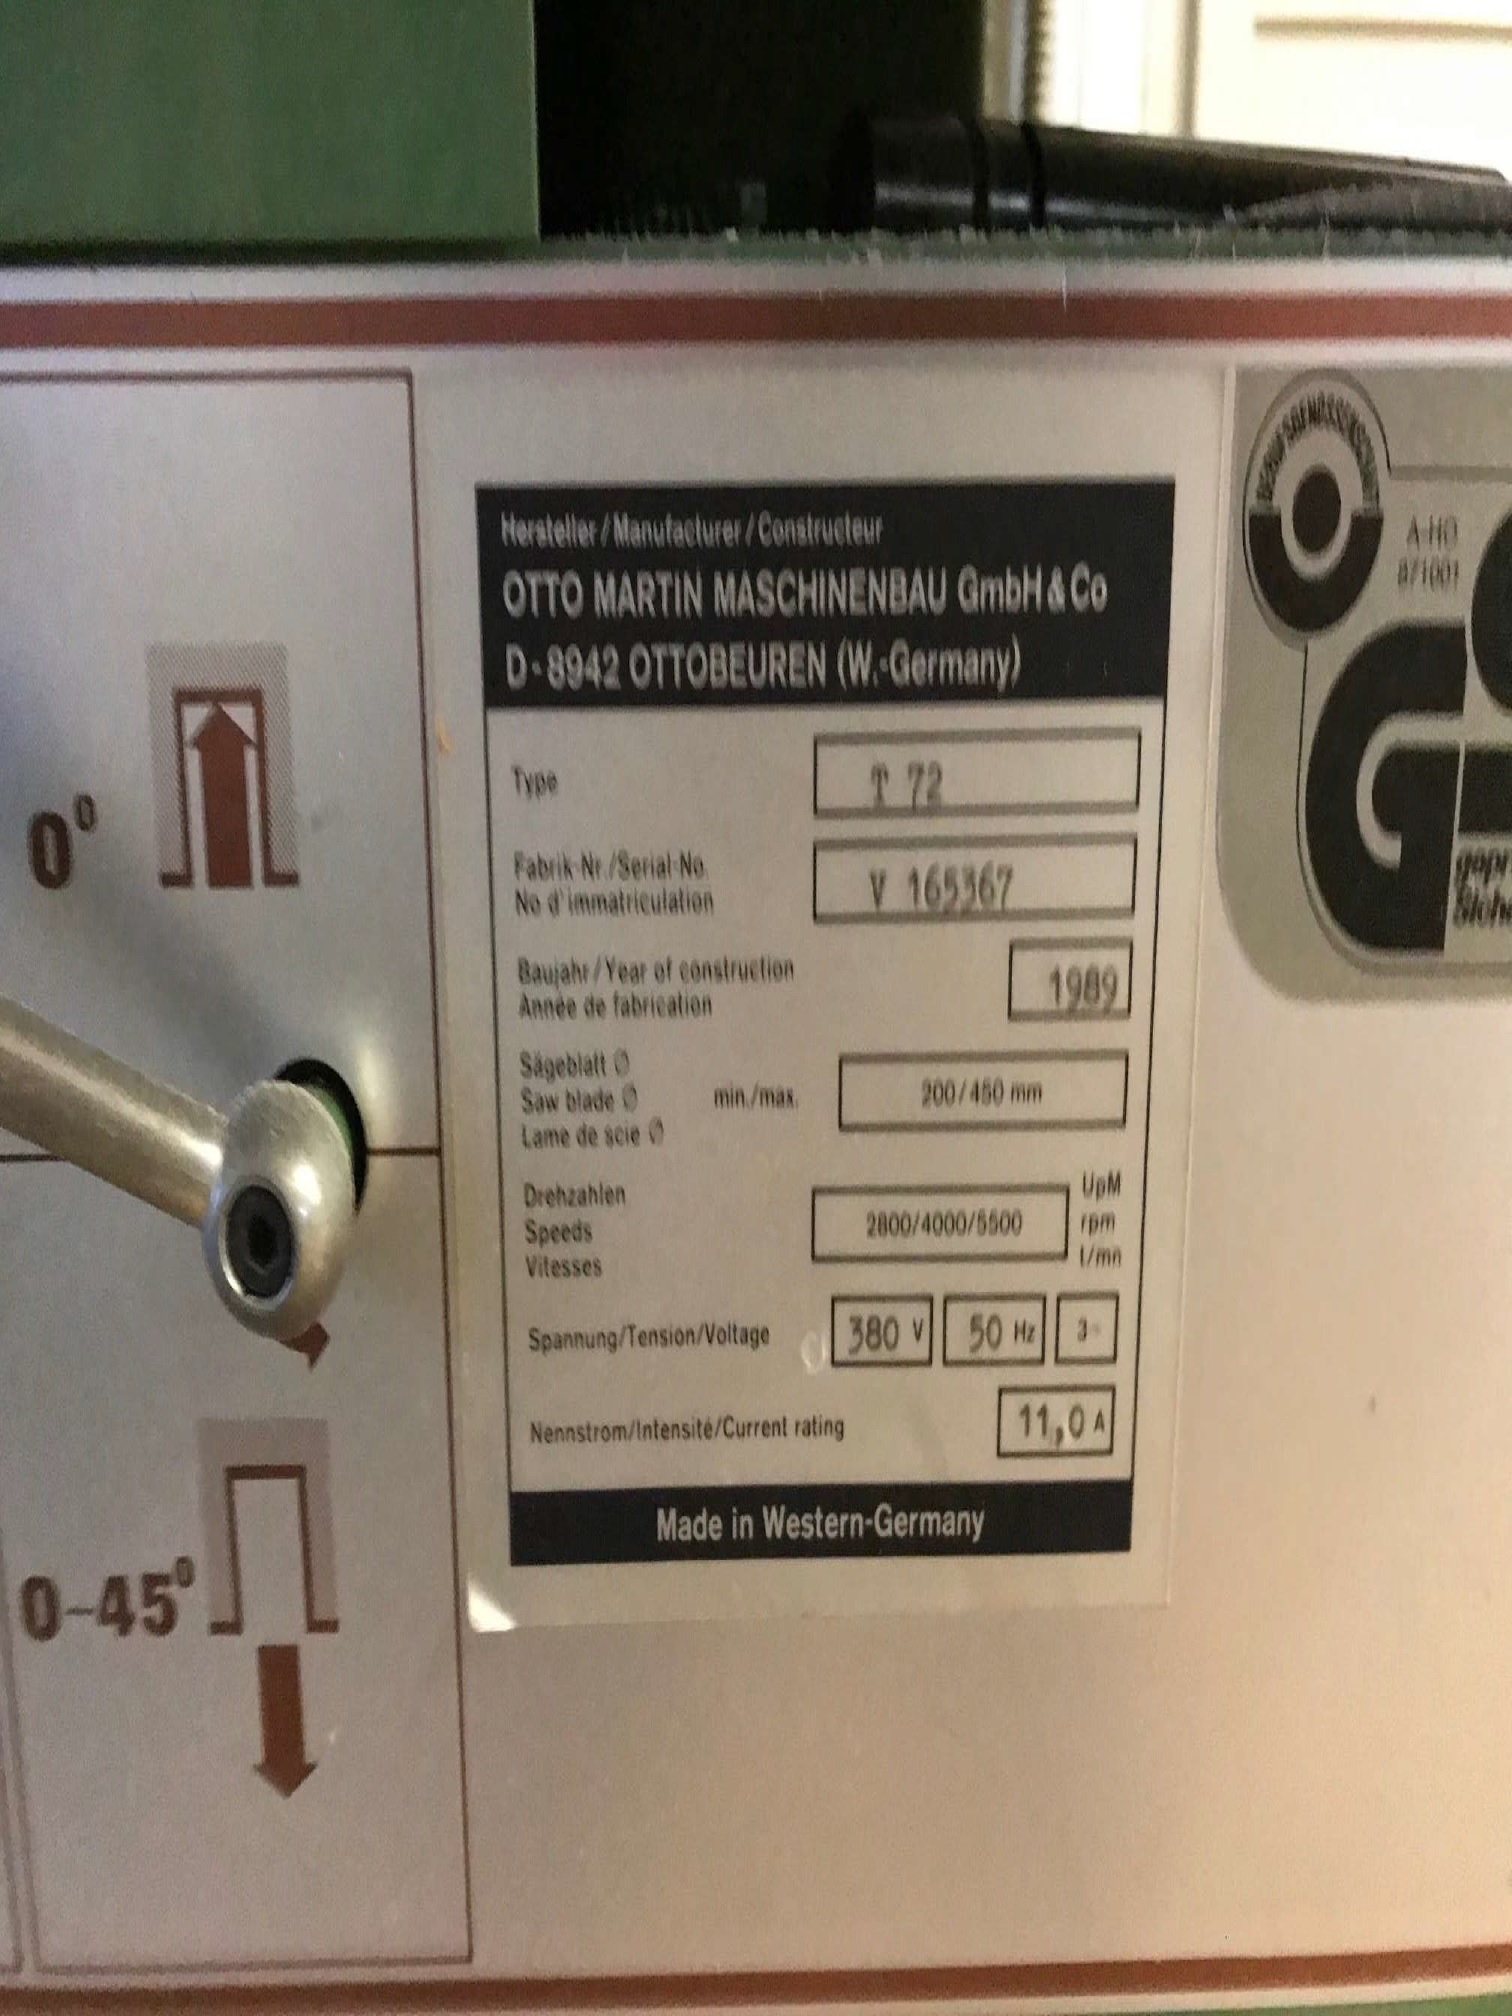 0°
0-45°
Hersteller/Manufacturer/Constructeur
OTTO MARTIN MASCHINENBAU GmbH & Co
D-8942 OTTOBEUREN (W.-Germany)
Type T 72
Fabrik-Nr./Serial-No.
No d'immatriculation V 165367
Baujahr/Year of construction
Année de fabrication 1989
Sägeblatt ∅
Saw blade ∅ min./max. 200/450 mm
Lame de scie ∅
Drehzahlen UpM
Speeds 2800/4000/5500 rpm
Vitesses t/mn
Spannung/Tension/Voltage 380 V 50 Hz 3~
Nennstrom/Intensité/Current rating 11,0 A
Made in Western-Germany
A-HO
871001
GS